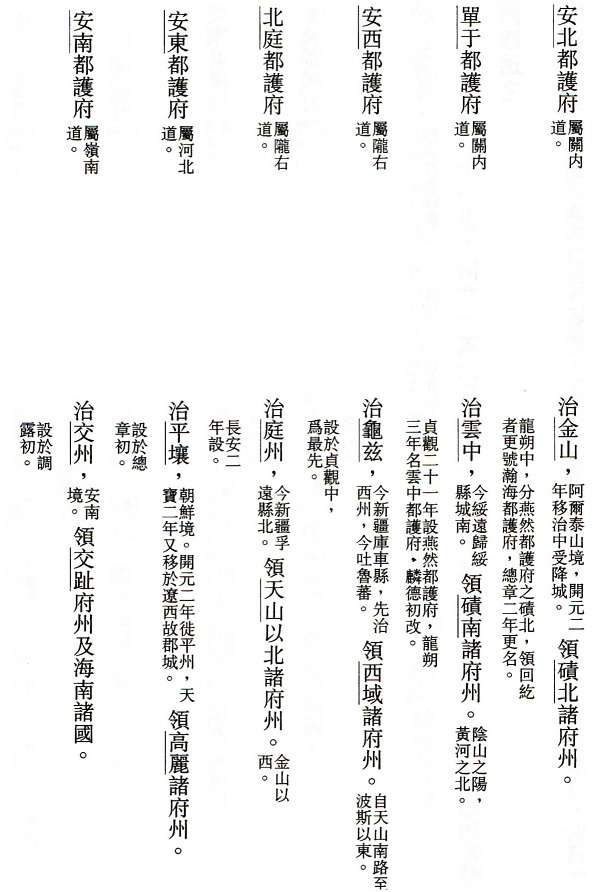 安北都護府屬關內
道。
治金山，阿爾泰山境，開元二
年移治中受降城。領磧北諸府州。
龍朔中，分燕然都護府之磧北，領回紇
者更號瀚海都護府，總章二年更名。
單于都護府屬關內
道。
治雲中，今綏遠歸綏
縣城南。領磧南諸府州。陰山之陽，
黃河之北。
貞觀二十一年設燕然都護府，龍朔
三年名雲中都護府，麟德初改。
安西都護府屬隴右
道。
治龜茲，今新疆庫車縣，先治
西州，今吐魯蕃。領西域諸府州。自天山南路至
波斯以東。
設於貞觀中，
爲最先。
北庭都護府屬隴右
道。
治庭州，今新疆孚
遠縣北。領天山以北諸府州。金山以
西。
長安二
年設。
安東都護府屬河北
道。
治平壤，朝鮮境。開元二年徙平州，天
寶二年又移於遼西故郡城。領高麗諸府州。
設於總
章初。
安南都護府屬嶺南
道。
治交州，安南
境。領交趾府州及海南諸國。
設於調
露初。